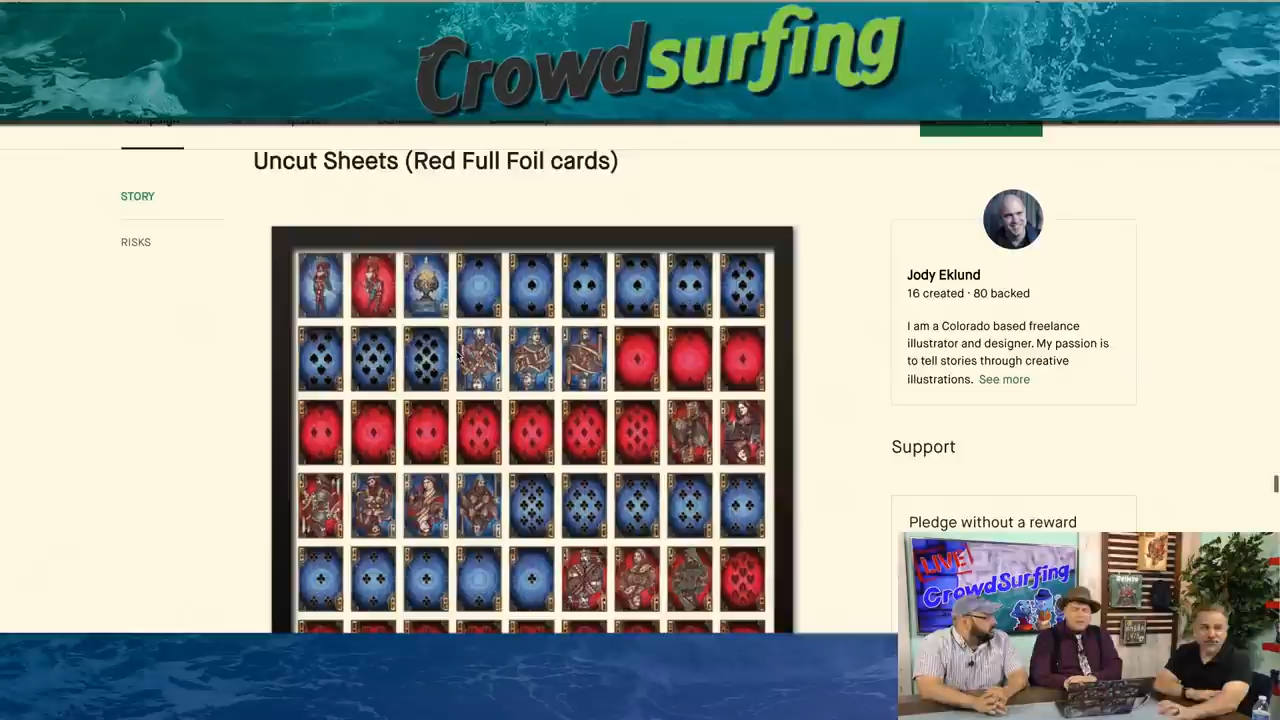 Crowdsurfing
Campaign
Uncut Sheets (Red Full Foil cards)
STORY
RISKS
Jody Eklund
16 created · 80 backed
I am a Colorado based freelance
illustrator and designer. My passion is
to tell stories through creative
illustrations. See more
Support
Pledge without a reward
LIVE
CrowdSurfing